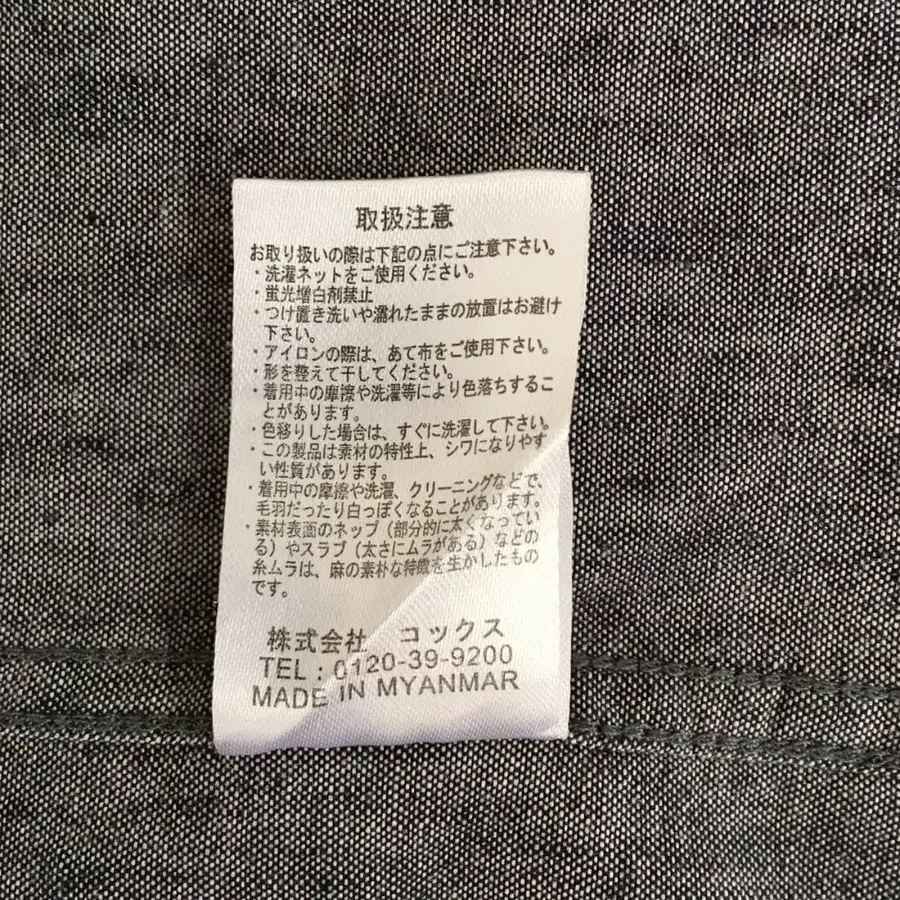 取扱注意
お取り扱いの際は下記の点にご注意下さい。
・洗濯ネットをご使用ください。
・蛍光増白剤禁止
・つけ置き洗いや濡れたままの放置はお避け
下さい。
・アイロンの際は、あて布をご使用下さい。
・形を整えて干してください。
・着用中の摩擦や洗濯等により色落ちするこ
とがあります。
・色移りした場合は、すぐに洗濯して下さい。
・この製品は素材の特性上、シワになりやす
い性質があります。
・着用中の摩擦や洗濯、クリーニングなどで、
毛羽だったり白っぽくなることがあります。
・素材表面のネップ（部分的に太くなってい
る）やスラブ（太さにムラがある）などの
糸ムラは、麻の素朴な特徴を生かしたもの
です。
株式会社 コックス
TEL：0120-39-9200
MADE IN MYANMAR